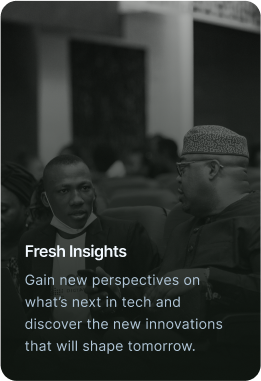 Fresh Insights
Gain new perspectives on
what's next in tech and
discover the new innovations
that will shape tomorrow.